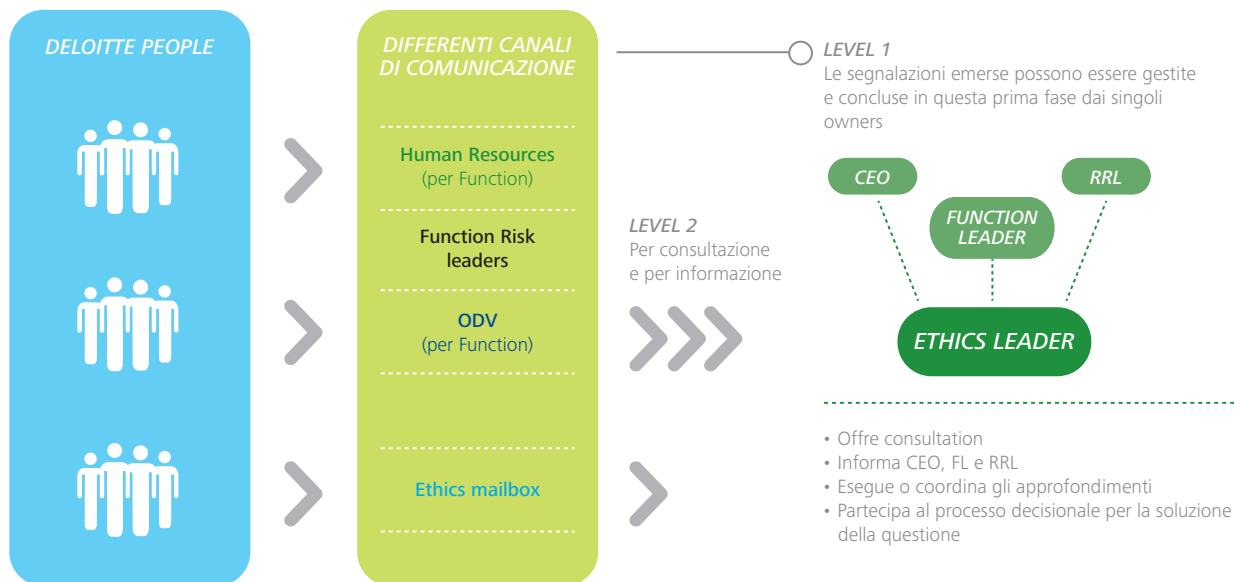 DELOITTE PEOPLE
DIFFERENTI CANALI
DI COMUNICAZIONE
Human Resources
(per Function)
Function Risk
leaders
ODV
(per Function)
Ethics mailbox
LEVEL 1
Le segnalazioni emerse possono essere gestite
e concluse in questa prima fase dai singoli
owners
LEVEL 2
Per consultazione
e per informazione
CEO
RRL
FUNCTION
LEADER
ETHICS LEADER
• Offre consultation
• Informa CEO, FL e RRL
• Esegue o coordina gli approfondimenti
• Partecipa al processo decisionale per la soluzione
della questione